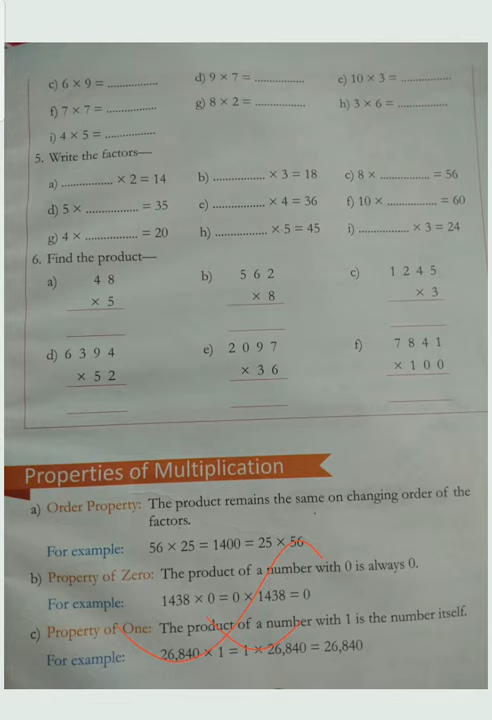 c) 6 × 9 = ................ d) 9 × 7 = ................ e) 10 × 3 = ................
f) 7 × 7 = ................ g) 8 × 2 = ................ h) 3 × 6 = ................
i) 4 × 5 = ................
5. Write the factors—
a) ................ × 2 = 14 b) ................ × 3 = 18 c) 8 × ................ = 56
d) 5 × ................ = 35 e) ................ × 4 = 36 f) 10 × ................ = 60
g) 4 × ................ = 20 h) ................ × 5 = 45 i) ................ × 3 = 24
6. Find the product—
a) 4 8 b) 5 6 2 c) 1 2 4 5
× 5 × 8 × 3
d) 6 3 9 4 e) 2 0 9 7 f) 7 8 4 1
× 5 2 × 3 6 × 1 0 0
Properties of Multiplication
a) Order Property: The product remains the same on changing order of the
factors.
For example: 56 × 25 = 1400 = 25 × 56
b) Property of Zero: The product of a number with 0 is always 0.
For example: 1438 × 0 = 0 × 1438 = 0
c) Property of One: The product of a number with 1 is the number itself.
For example: 26,840 × 1 = 1 × 26,840 = 26,840